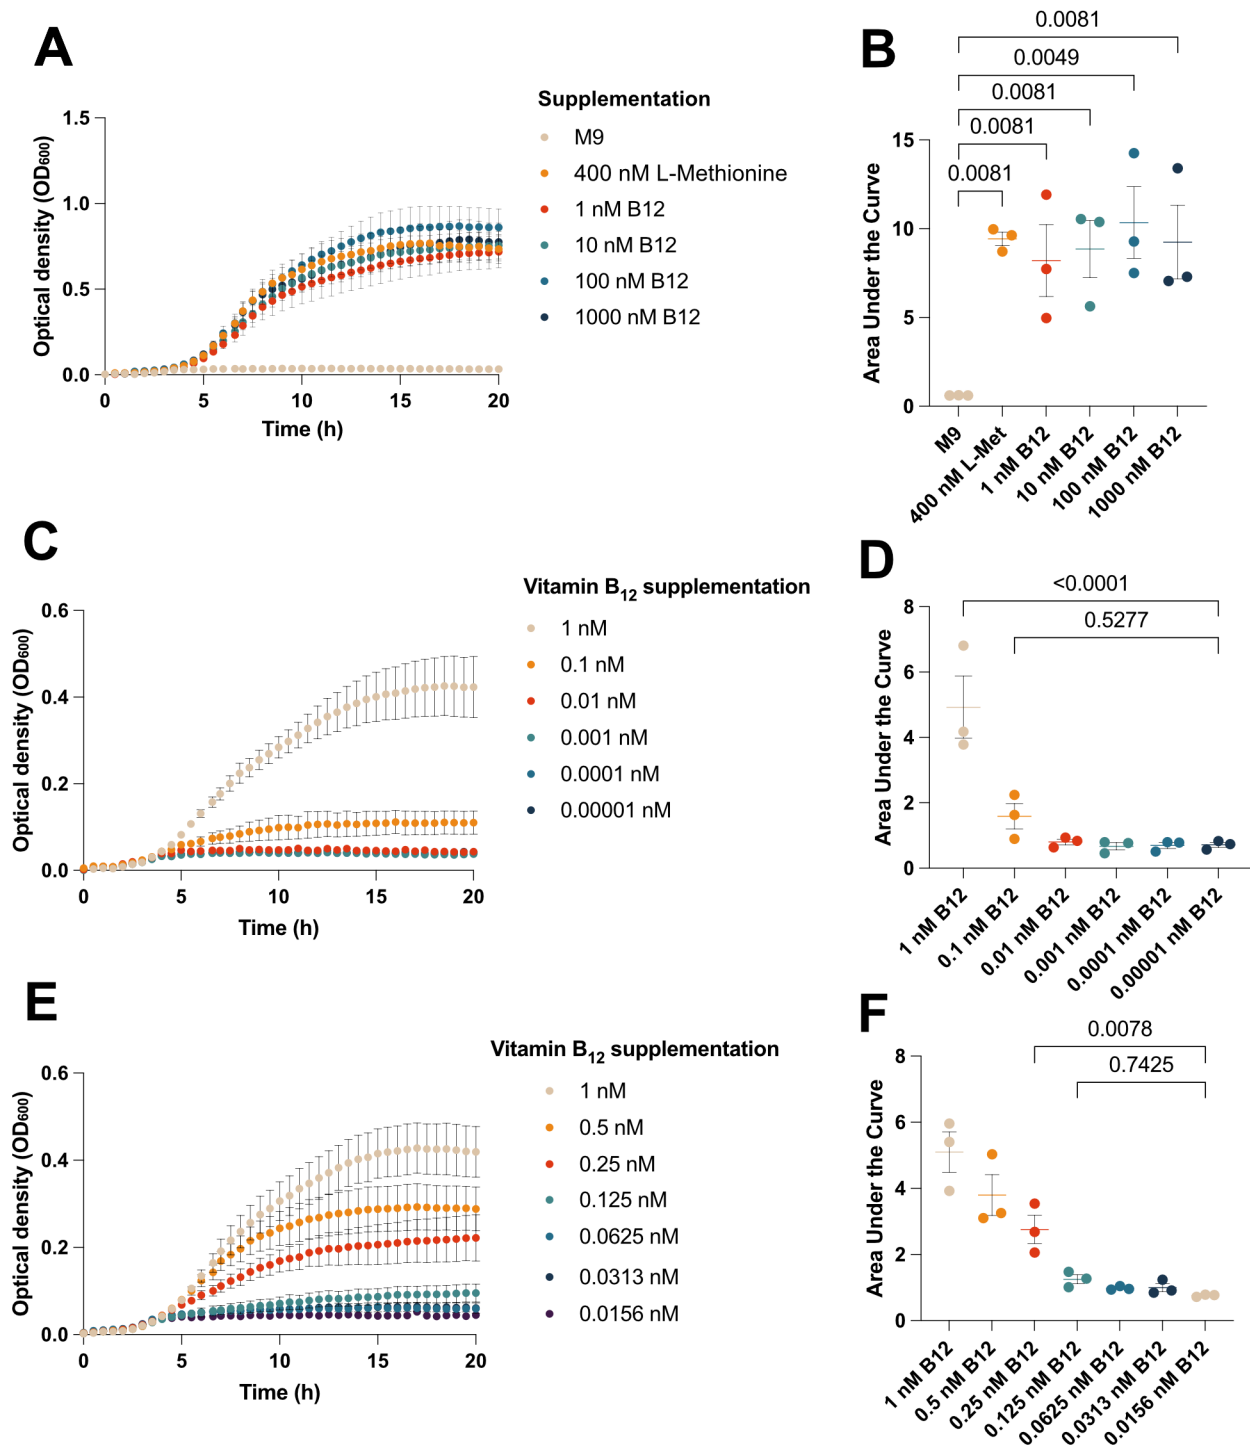 A
Supplementation
M9
400 nM L-Methionine
1 nM B12
10 nM B12
100 nM B12
1000 nM B12
Optical density (OD600)
1.5
1.0
0.5
0.0
0
5
10
15
20
Time (h)
B
0.0081
0.0049
0.0081
0.0081
0.0081
Area Under the Curve
15
10
5
0
M9
400 nM L-Met
1 nM B12
10 nM B12
100 nM B12
1000 nM B12
C
Vitamin B12 supplementation
1 nM
0.1 nM
0.01 nM
0.001 nM
0.0001 nM
0.00001 nM
Optical density (OD600)
0.6
0.4
0.2
0.0
0
5
10
15
20
Time (h)
D
<0.0001
0.5277
Area Under the Curve
8
6
4
2
0
1 nM B12
0.1 nM B12
0.01 nM B12
0.001 nM B12
0.0001 nM B12
0.00001 nM B12
E
Vitamin B12 supplementation
1 nM
0.5 nM
0.25 nM
0.125 nM
0.0625 nM
0.0313 nM
0.0156 nM
Optical density (OD600)
0.6
0.4
0.2
0.0
0
5
10
15
20
Time (h)
F
0.0078
0.7425
Area Under the Curve
8
6
4
2
0
1 nM B12
0.5 nM B12
0.25 nM B12
0.125 nM B12
0.0625 nM B12
0.0313 nM B12
0.0156 nM B12